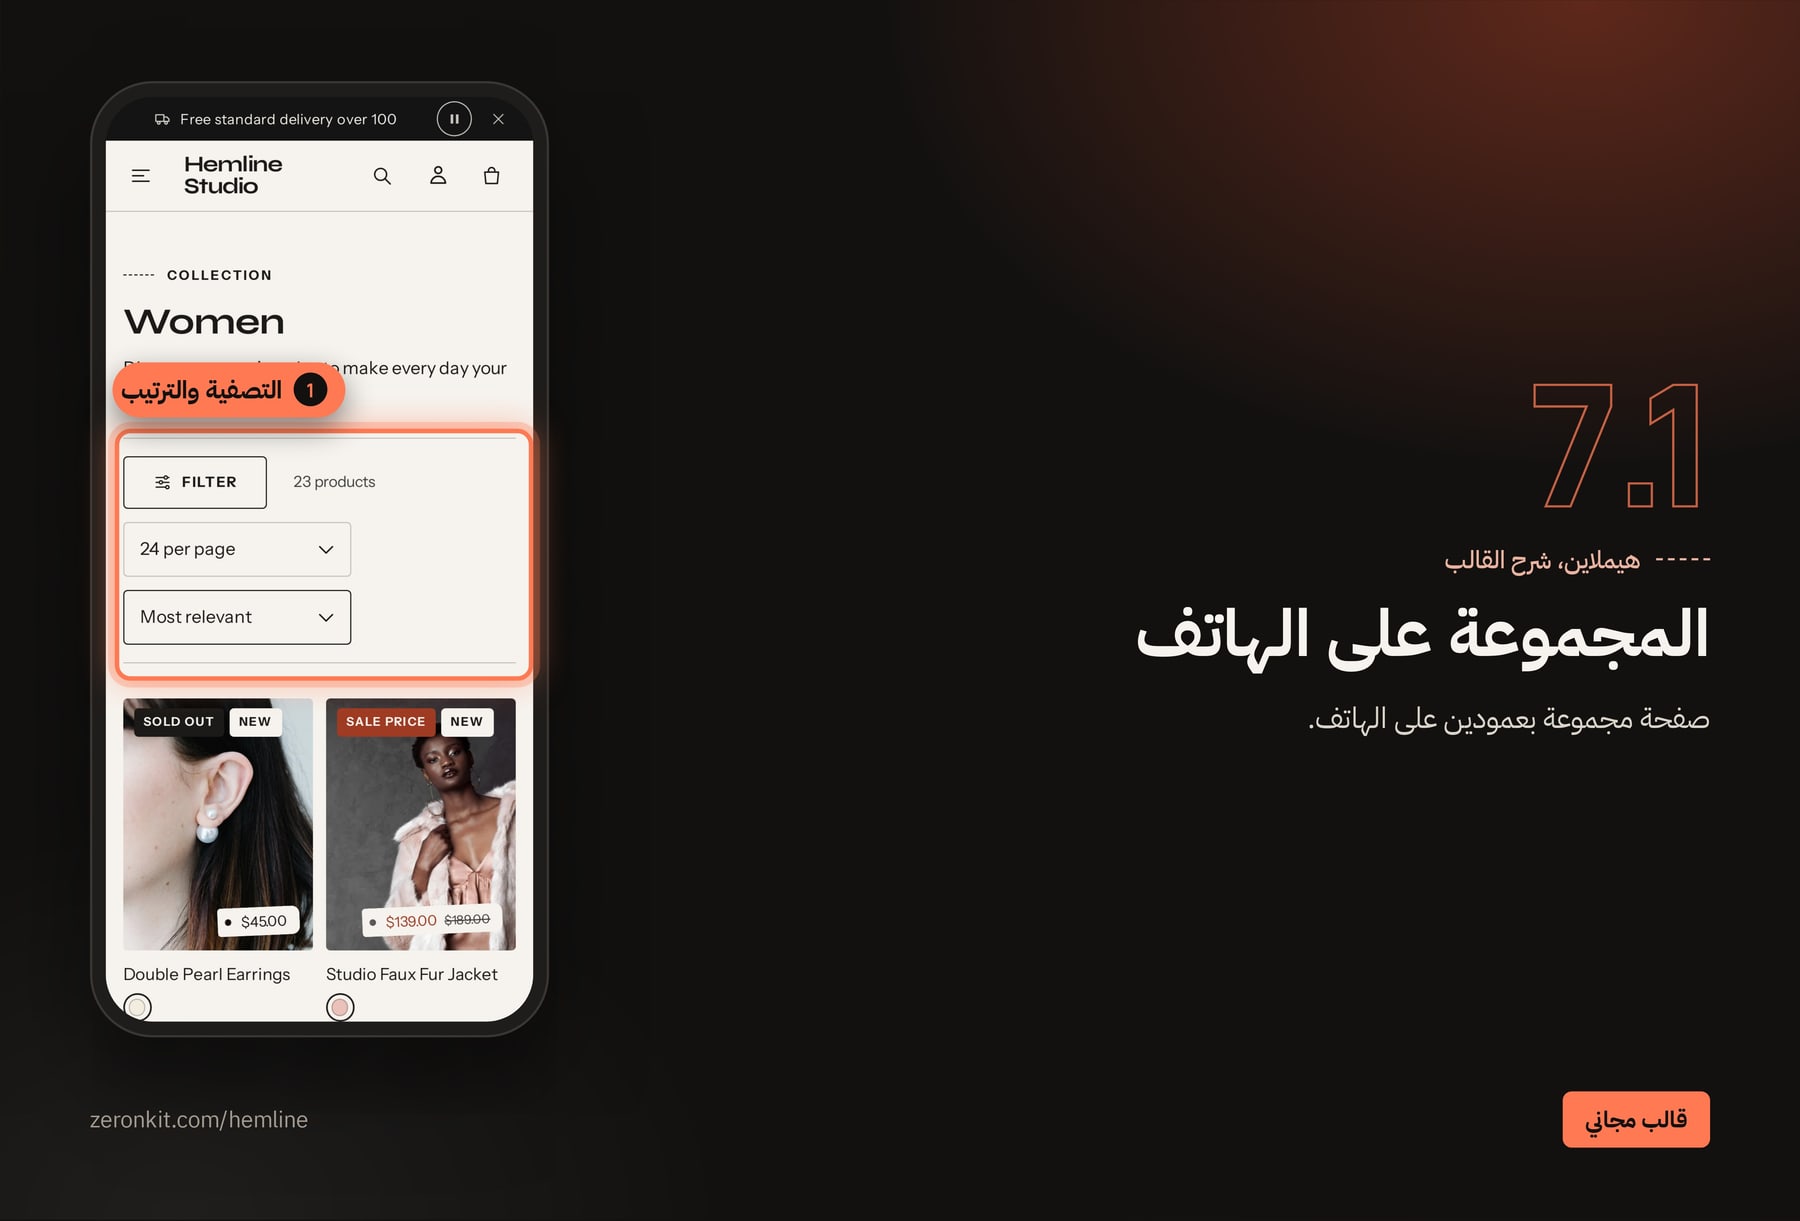 Free standard delivery over 100
Hemline
Studio
COLLECTION
Women
make every day your
التصفية والترتيب 1
FILTER
23 products
24 per page
Most relevant
SOLD OUT NEW
SALE PRICE NEW
$45.00
$139.00 $189.00
Double Pearl Earrings
Studio Faux Fur Jacket
7.1
هيملاين، شرح القالب
المجموعة على الهاتف
صفحة مجموعة بعمودين على الهاتف.
zeronkit.com/hemline
قالب مجاني